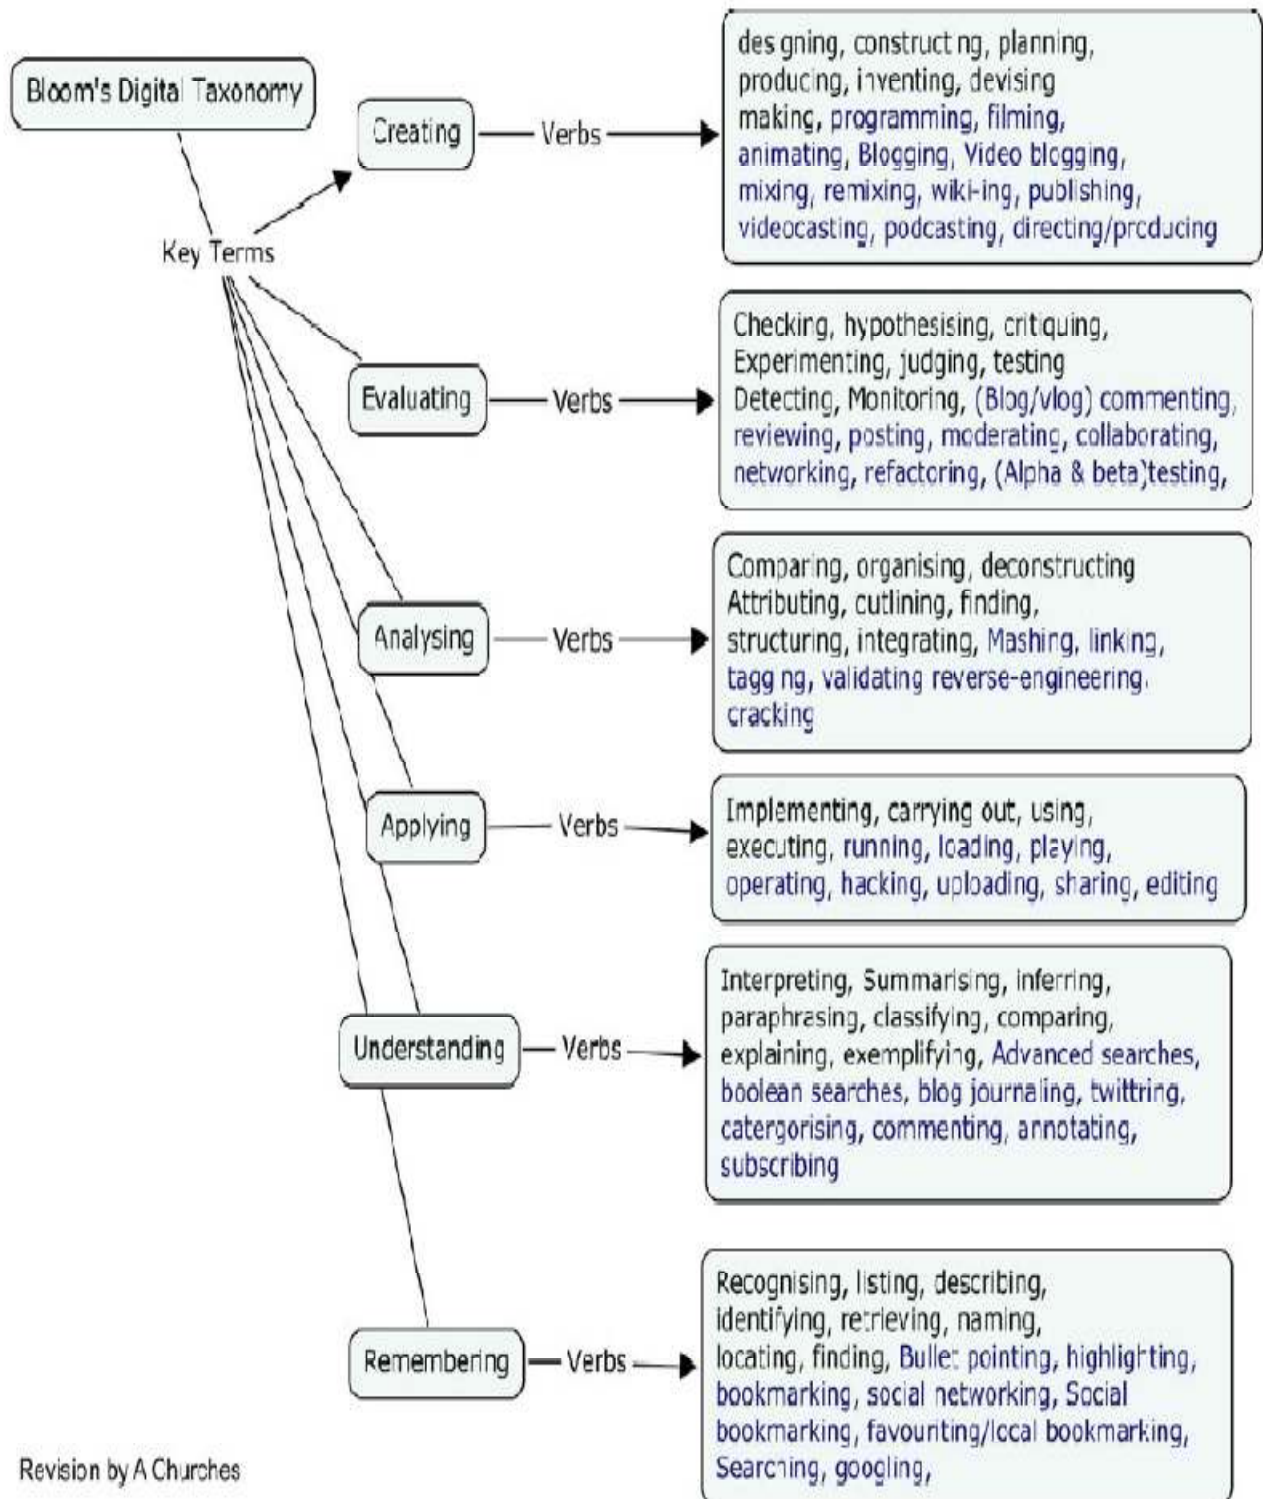 Bloom's Digital Taxonomy
Key Terms
Creating
Verbs
designing, constructing, planning,
producing, inventing, devising
making, programming, filming,
animating, Blogging, Video blogging,
mixing, remixing, wiki-ing, publishing,
videocasting, podcasting, directing/producing
Evaluating
Verbs
Checking, hypothesising, critiquing,
Experimenting, judging, testing
Detecting, Monitoring, (Blog/vlog) commenting,
reviewing, posting, moderating, collaborating,
networking, refactoring, (Alpha & beta)testing,
Analysing
Verbs
Comparing, organising, deconstructing
Attributing, outlining, finding,
structuring, integrating, Mashing, linking,
tagging, validating reverse-engineering,
cracking
Applying
Verbs
Implementing, carrying out, using,
executing, running, loading, playing,
operating, hacking, uploading, sharing, editing
Understanding
Verbs
Interpreting, Summarising, inferring,
paraphrasing, classifying, comparing,
explaining, exemplifying, Advanced searches,
boolean searches, blog journaling, twittring,
catergorising, commenting, annotating,
subscribing
Remembering
Verbs
Recognising, listing, describing,
identifying, retrieving, naming,
locating, finding, Bullet pointing, highlighting,
bookmarking, social networking, Social
bookmarking, favouriting/local bookmarking,
Searching, googling,
Revision by A Churches